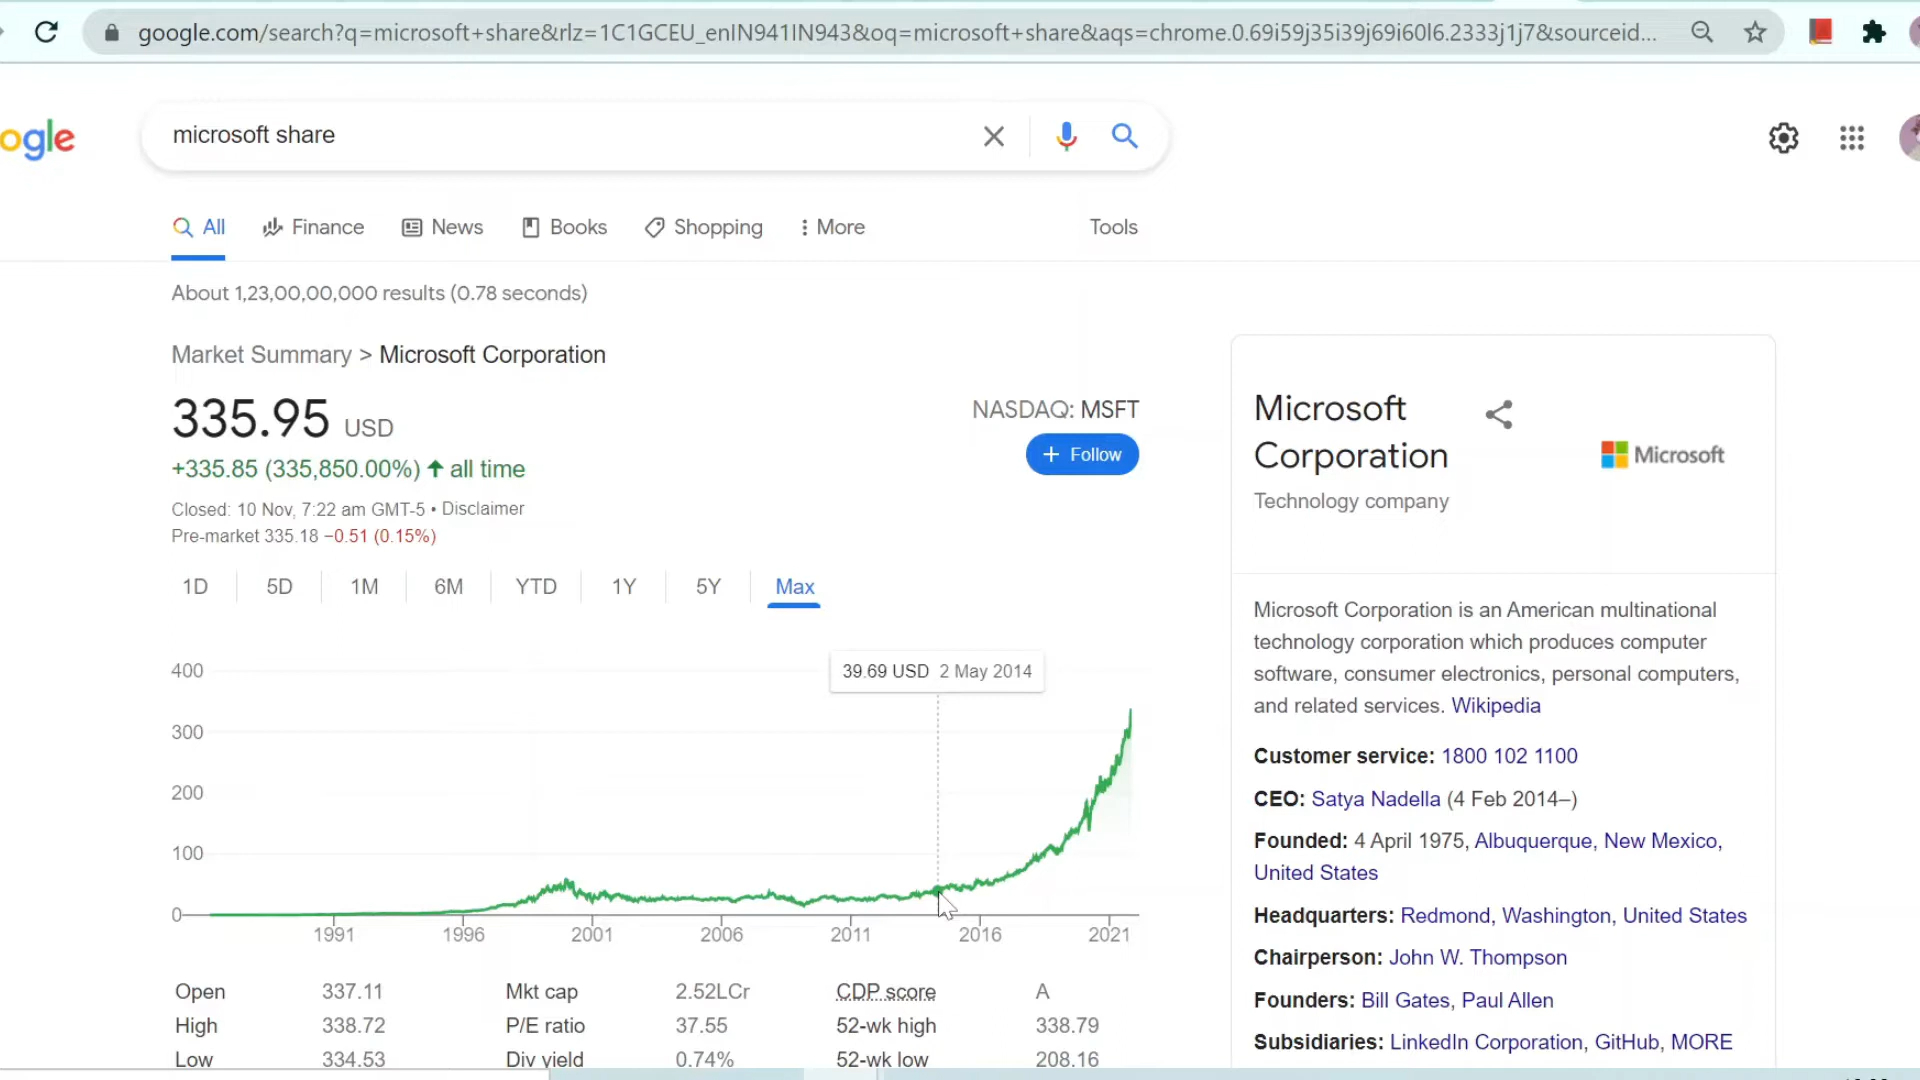 google.com/search?q=microsoft+share&rlz=1C1GCEU_enIN941IN943&oq=microsoft+share&aqs=chrome.0.69i59j35i39j69i60l6.2333j1j7&sourceid...
ogle
microsoft share
All Finance News Books Shopping More Tools
About 1,23,00,00,000 results (0.78 seconds)
Market Summary > Microsoft Corporation
335.95 USD
NASDAQ: MSFT
+ Follow
+335.85 (335,850.00%) ↑ all time
Closed: 10 Nov, 7:22 am GMT-5 • Disclaimer
Pre-market 335.18 −0.51 (0.15%)
1D 5D 1M 6M YTD 1Y 5Y Max
39.69 USD 2 May 2014
400
300
200
100
0
1991 1996 2001 2006 2011 2016 2021
Open 337.11 Mkt cap 2.52LCr CDP score A
High 338.72 P/E ratio 37.55 52-wk high 338.79
Low 334.53 Div yield 0.74% 52-wk low 208.16
Microsoft
Corporation
Microsoft
Technology company
Microsoft Corporation is an American multinational
technology corporation which produces computer
software, consumer electronics, personal computers,
and related services. Wikipedia
Customer service: 1800 102 1100
CEO: Satya Nadella (4 Feb 2014–)
Founded: 4 April 1975, Albuquerque, New Mexico,
United States
Headquarters: Redmond, Washington, United States
Chairperson: John W. Thompson
Founders: Bill Gates, Paul Allen
Subsidiaries: LinkedIn Corporation, GitHub, MORE